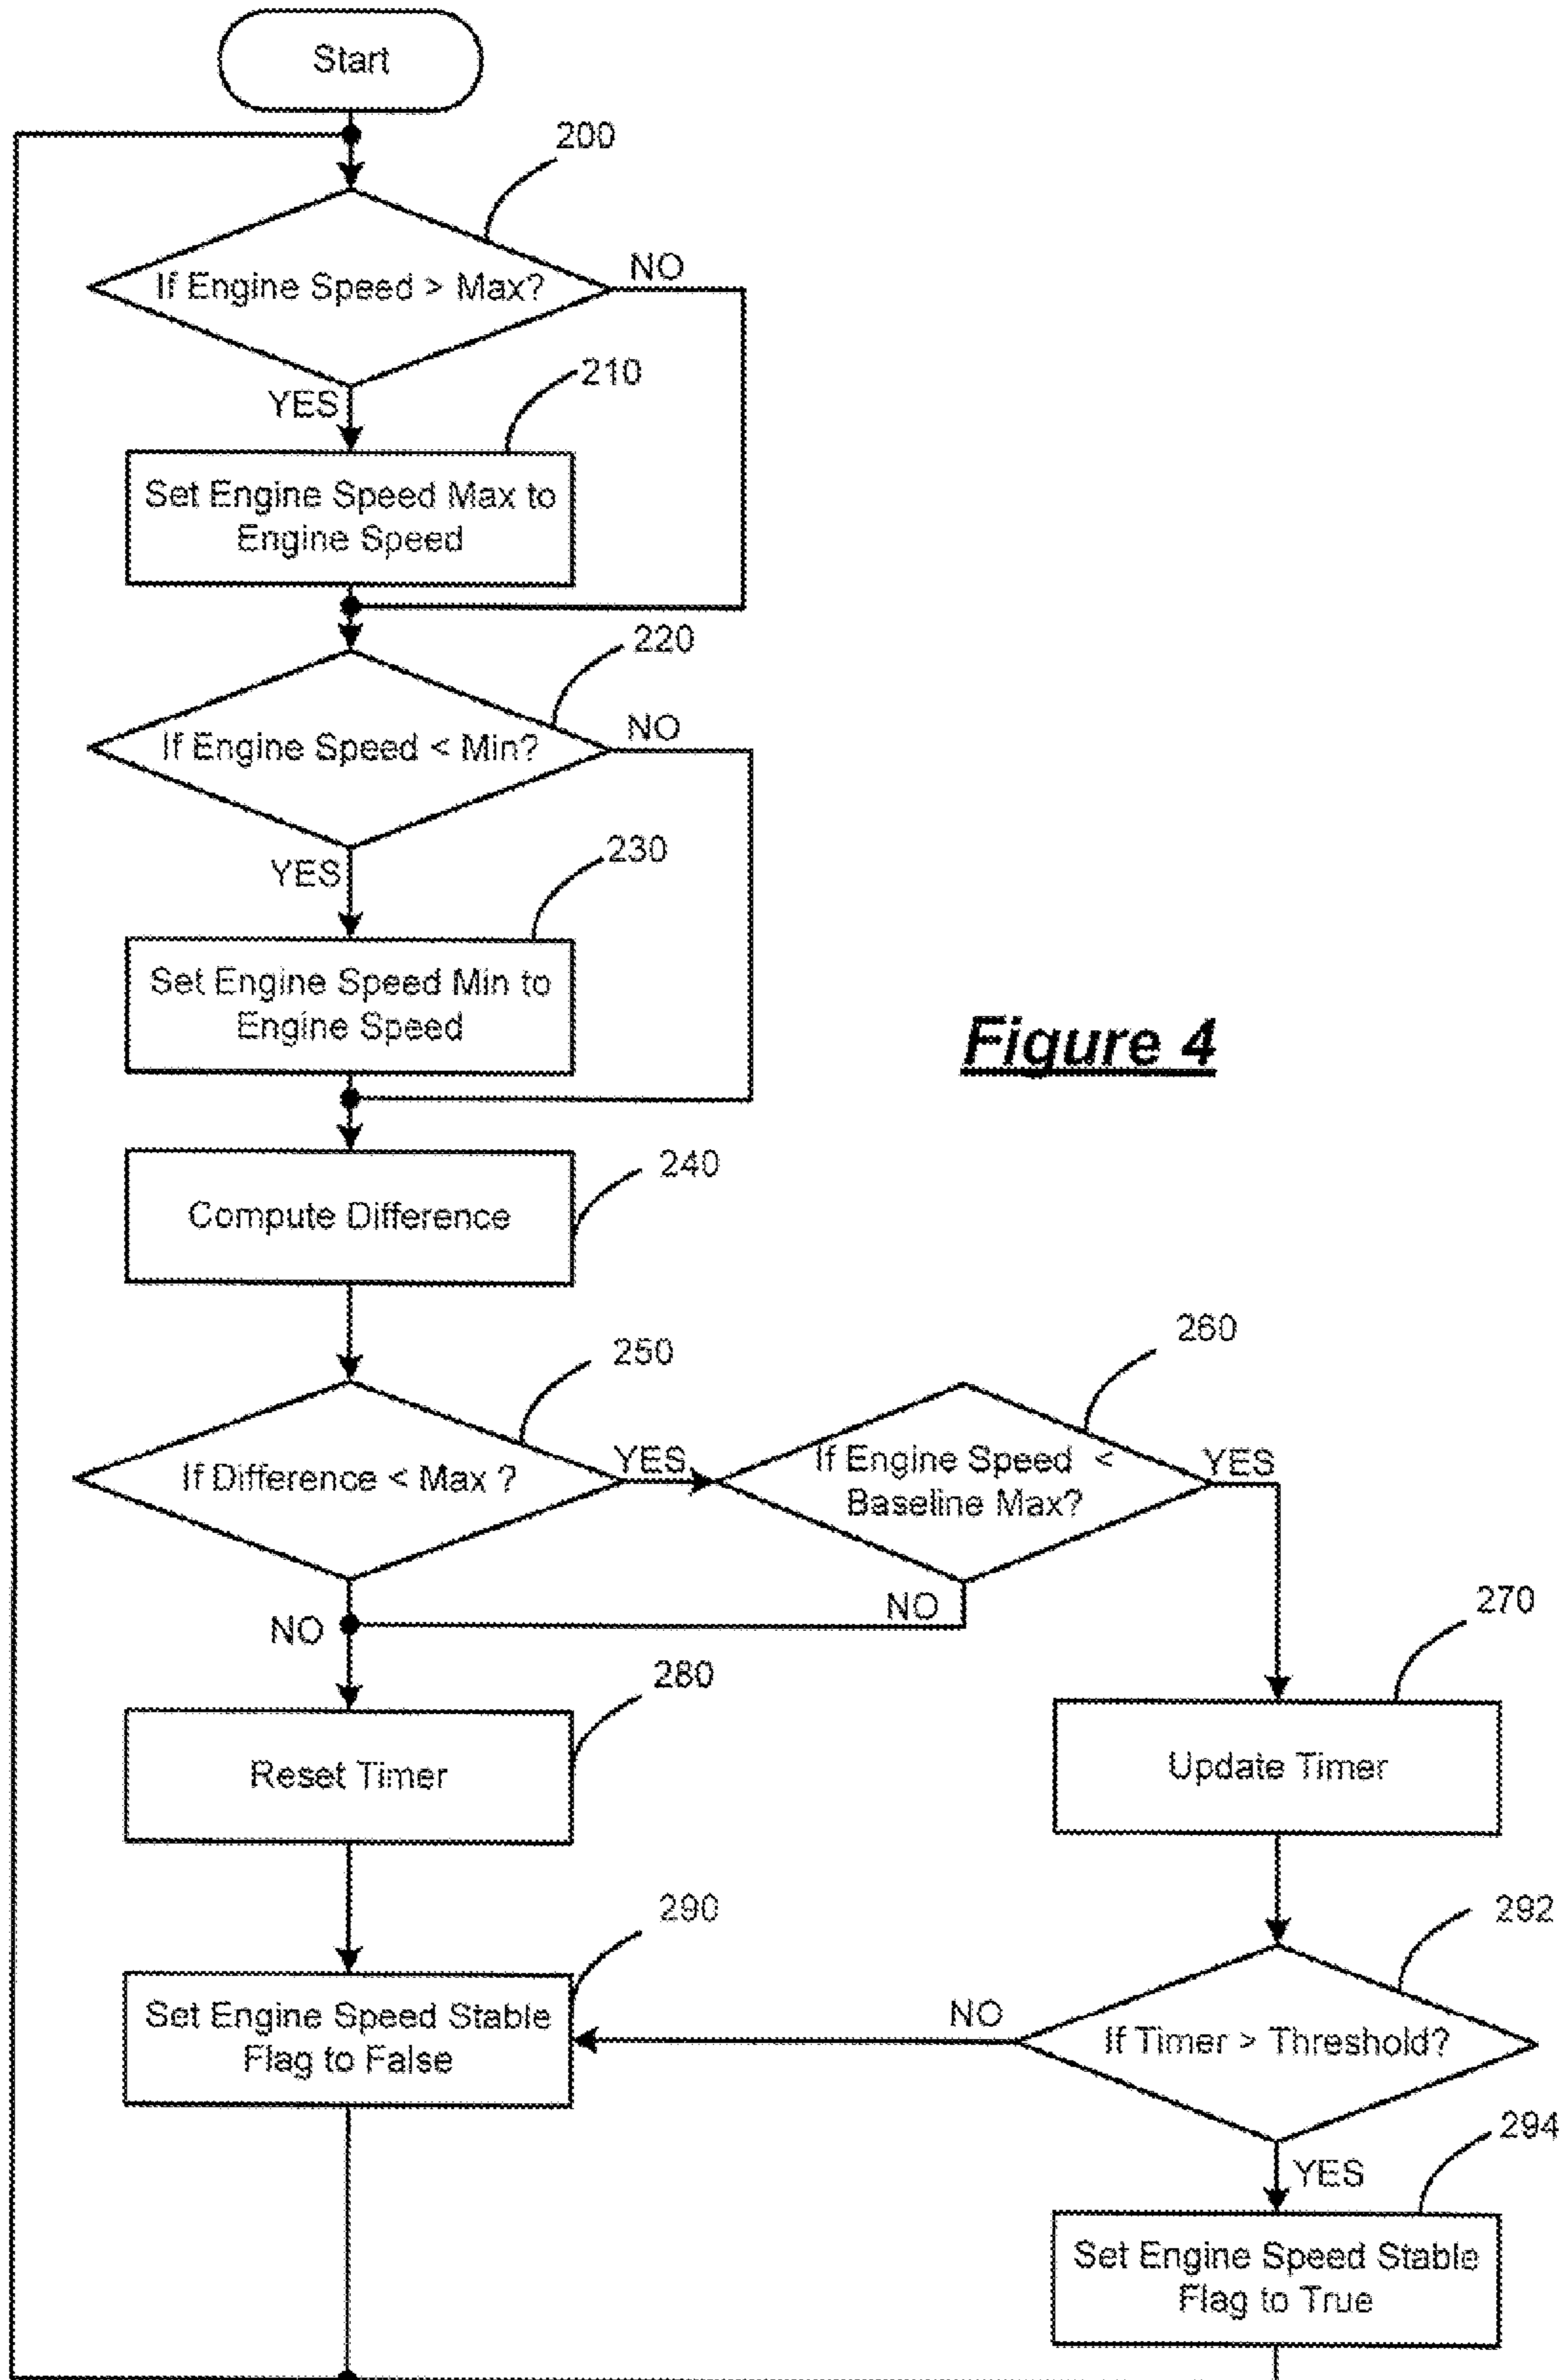 Start
200
If Engine Speed > Max?
NO
YES
210
Set Engine Speed Max to
Engine Speed
220
If Engine Speed < Min?
NO
YES
230
Set Engine Speed Min to
Engine Speed
Figure 4
240
Compute Difference
250
If Difference < Max ?
YES
NO
260
If Engine Speed <
Baseline Max?
YES
NO
270
Update Timer
280
Reset Timer
290
Set Engine Speed Stable
Flag to False
292
If Timer > Threshold?
NO
YES
294
Set Engine Speed Stable
Flag to True